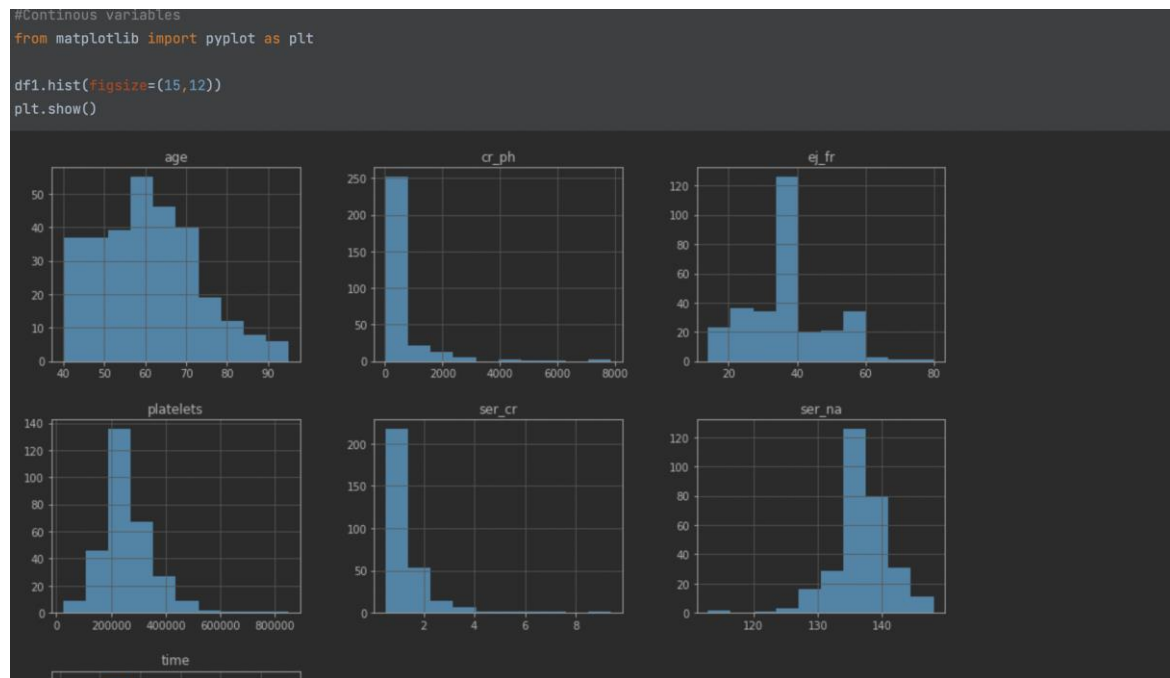 #Continous variables
from matplotlib import pyplot as plt
df1.hist(figsize=(15,12))
plt.show()
age
50
40
30
20
10
0
40 50 60 70 80 90
cr_ph
250
200
150
100
50
0
0 2000 4000 6000 8000
ej_fr
120
100
80
60
40
20
0
20 40 60 80
platelets
140
120
100
80
60
40
20
0
0 200000 400000 600000 800000
ser_cr
200
150
100
50
0
2 4 6 8
ser_na
120
100
80
60
40
20
0
120 130 140
time